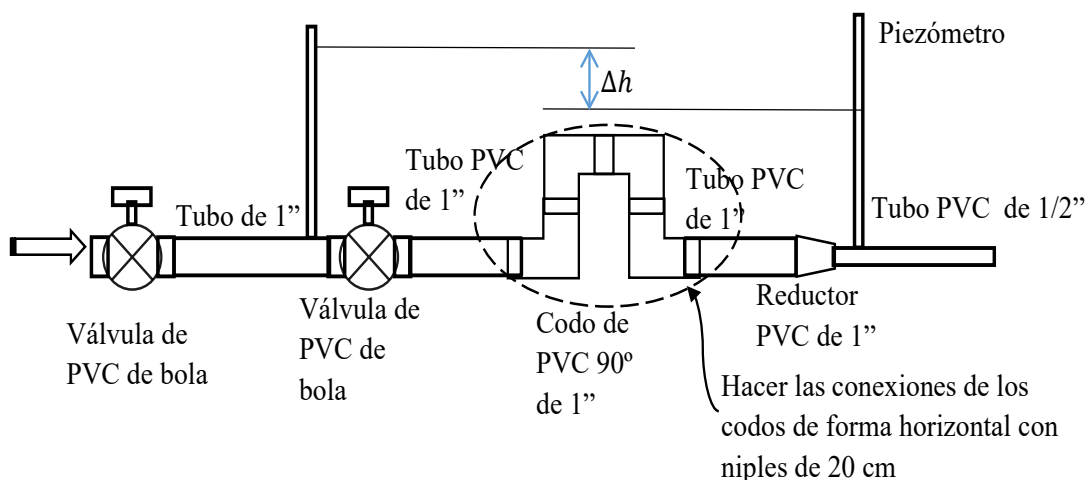 Piezómetro
Δh
Tubo PVC
de 1”
Tubo PVC
de 1”
Tubo de 1”
Tubo PVC de 1/2”
Válvula de
PVC de bola
Válvula de
PVC de
bola
Codo de
PVC 90º
de 1”
Reductor
PVC de 1”
Hacer las conexiones de los
codos de forma horizontal con
niples de 20 cm